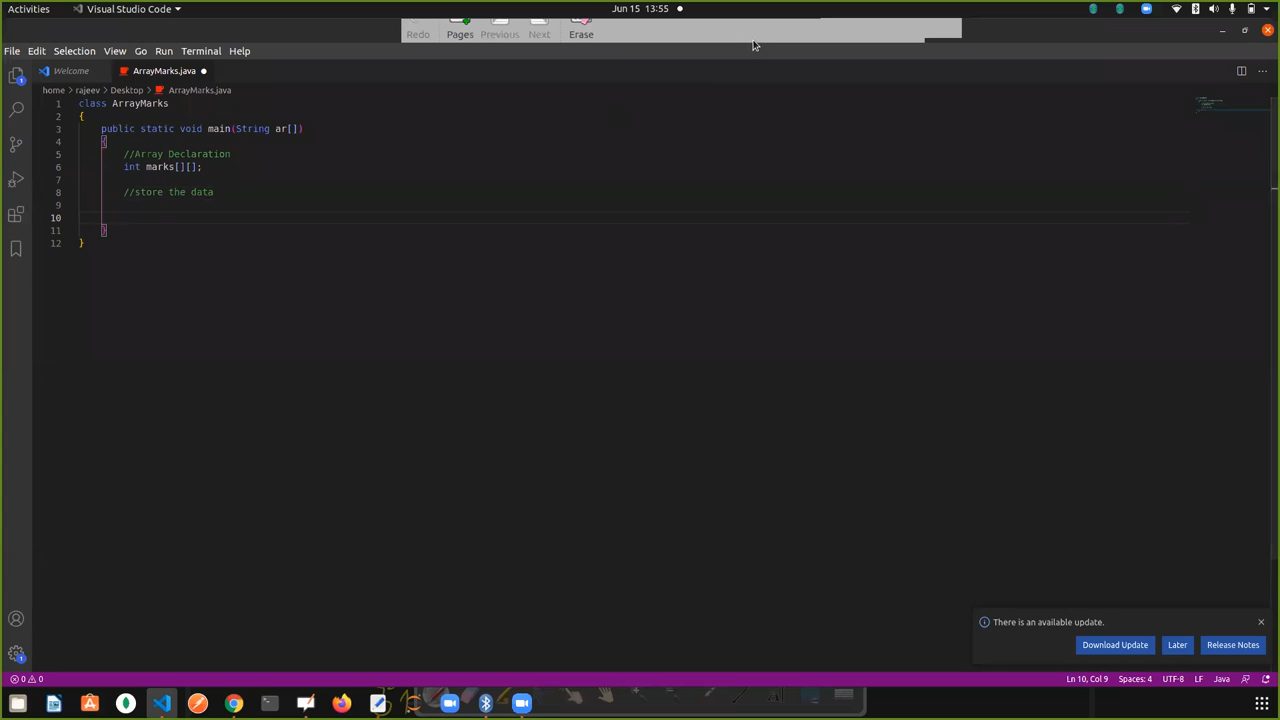 Activities
Visual Studio Code
Jun 15 13:55
Redo
Pages
Previous
Next
Erase
File Edit Selection View Go Run Terminal Help
Welcome
ArrayMarks.java
home > rajeev > Desktop > ArrayMarks.java
1 class ArrayMarks
2 {
3 public static void main(String ar[])
4 {
5 //Array Declaration
6 int marks[][];
7
8 //store the data
9
10
11 }
12 }
There is an available update.
Download Update
Later
Release Notes
0 0
Ln 10, Col 9
Spaces: 4
UTF-8
LF
Java